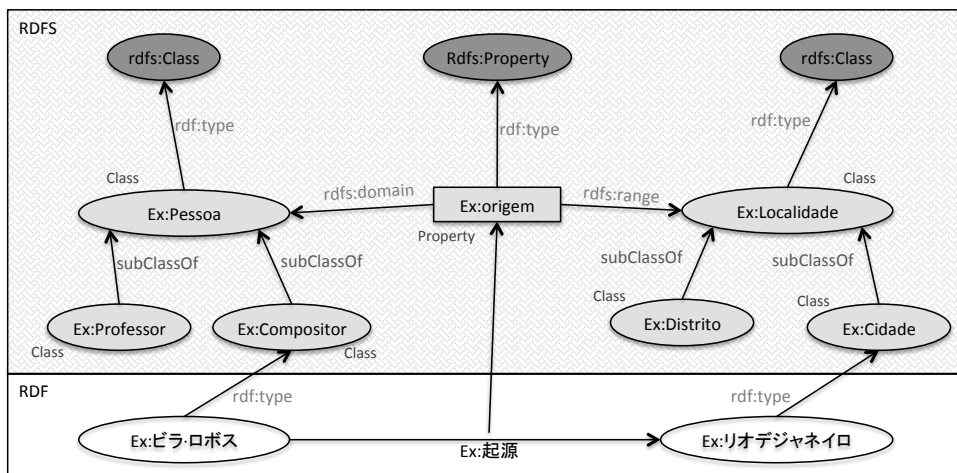 RDFS
rdfs:Class
Rdfs:Property
rdfs:Class
rdf:type
rdf:type
rdf:type
Class
Class
rdfs:domain
rdfs:range
Ex:Pessoa
Ex:origem
Ex:Localidade
Property
subClassOf
subClassOf
subClassOf
subClassOf
Class
Class
Ex:Professor
Ex:Compositor
Ex:Distrito
Ex:Cidade
Class
Class
RDF
rdf:type
rdf:type
Ex:ビラ·ロボス
Ex:起源
Ex:リオデジャネイロ